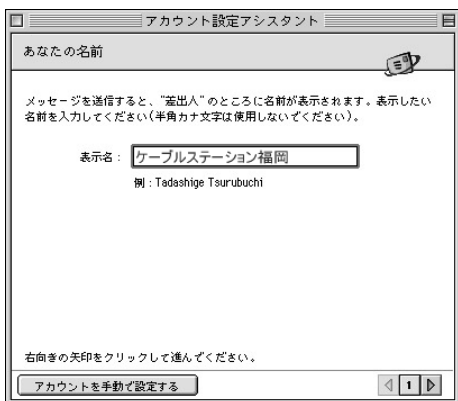 アカウント設定アシスタント
あなたの名前
メッセージを送信すると、"差出人"のところに名前が表示されます。表示したい
名前を入力してください(半角カナ文字は使用しないでください)。
表示名: ケーブルステーション福岡
例: Tadashige Tsurubuchi
右向きの矢印をクリックして進んでください。
アカウントを手動で設定する 1